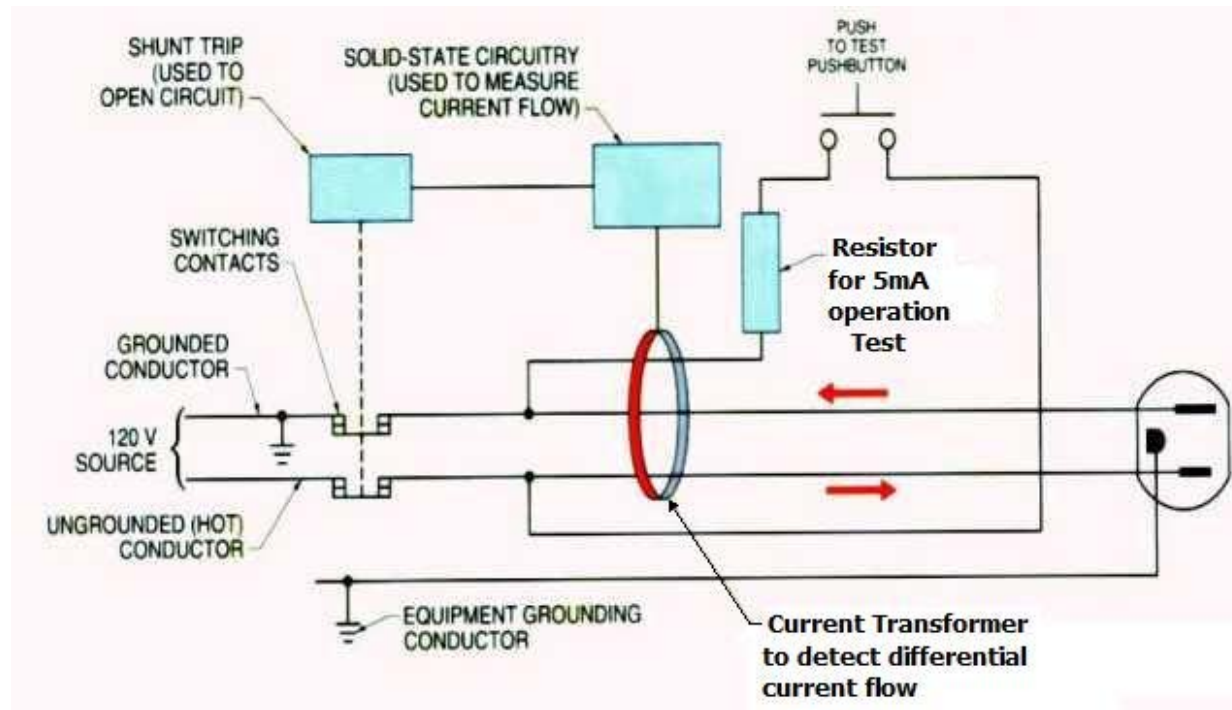 SHUNT TRIP
(USED TO
OPEN CIRCUIT)
SOLID-STATE CIRCUITRY
(USED TO MEASURE
CURRENT FLOW)
PUSH
TO TEST
PUSHBUTTON
SWITCHING
CONTACTS
Resistor
for 5mA
operation
Test
GROUNDED
CONDUCTOR
120 V
SOURCE
UNGROUNDED (HOT)
CONDUCTOR
EQUIPMENT GROUNDING
CONDUCTOR
Current Transformer
to detect differential
current flow